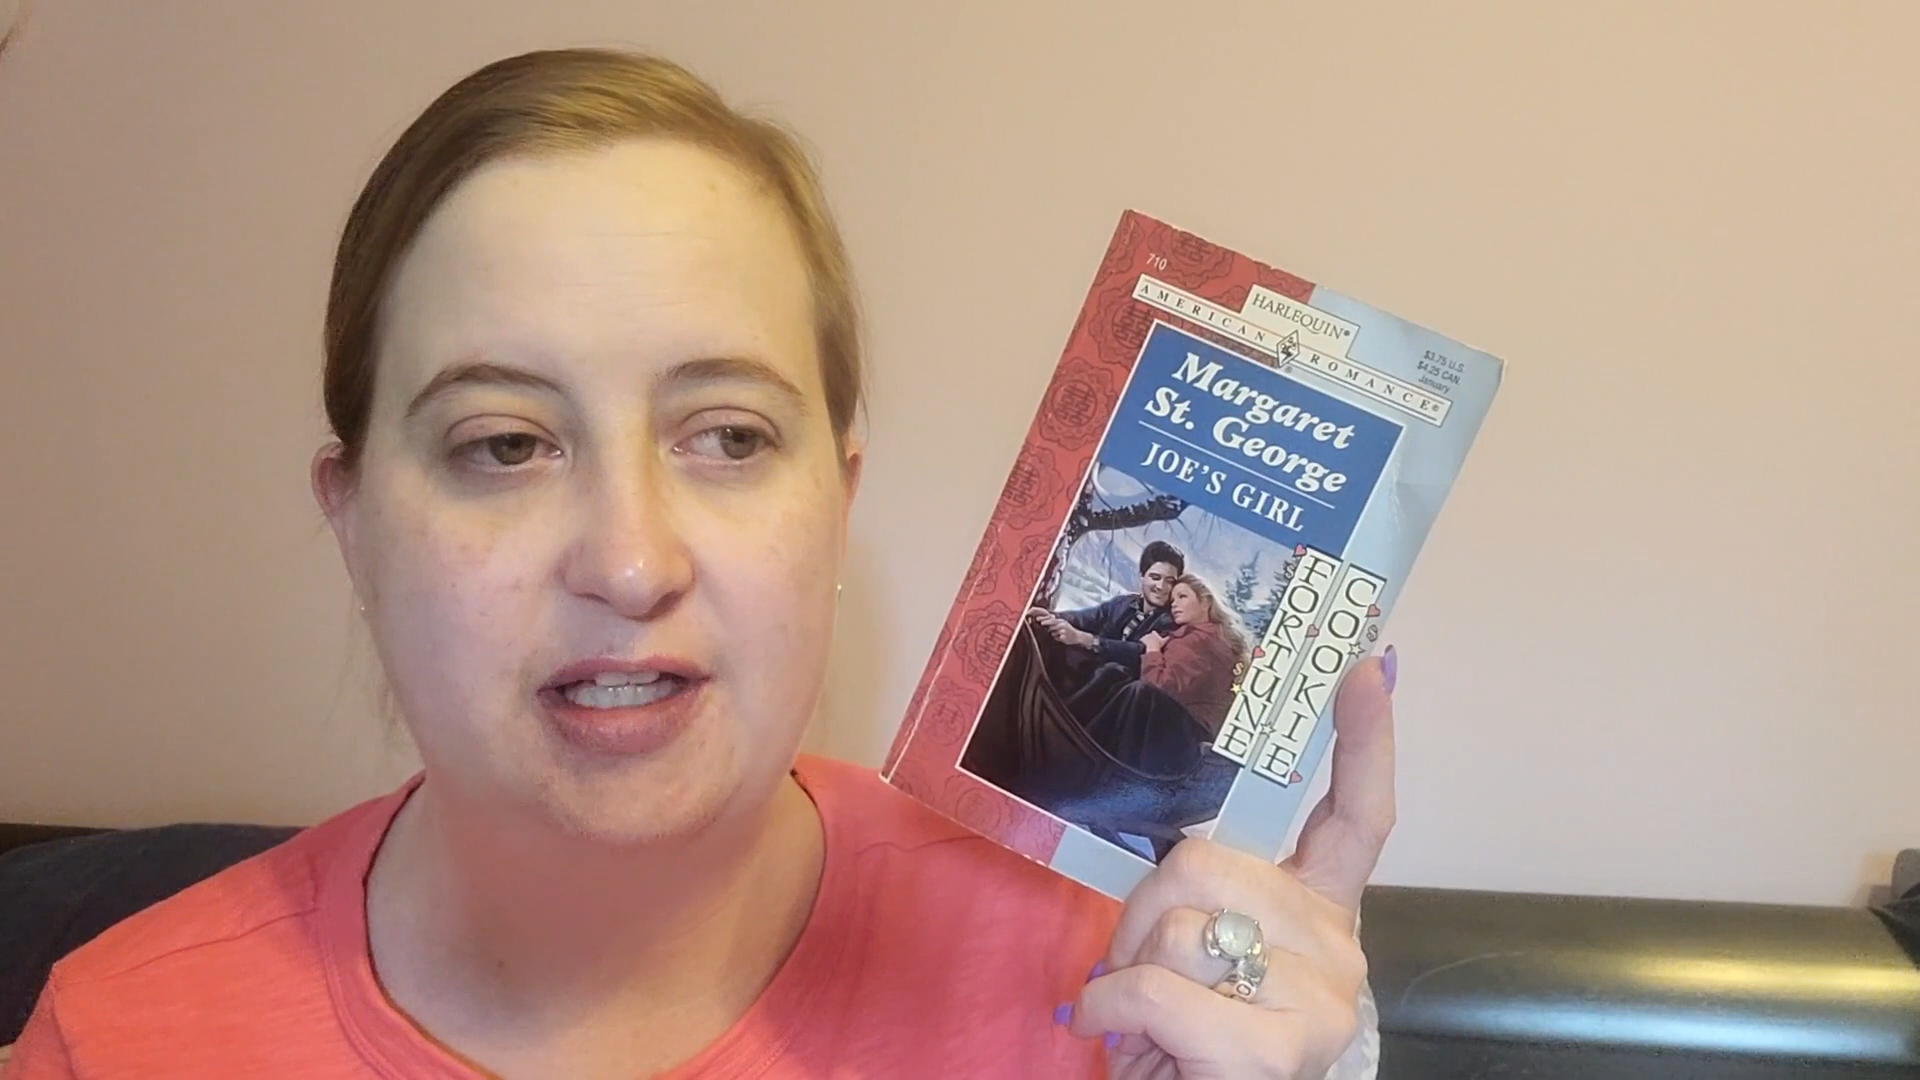 710
HARLEQUIN®
AMERICAN ROMANCE®
$3.75 U.S.
$4.25 CAN.
January
Margaret
St. George
JOE'S GIRL
FORTUNE
COOKIE